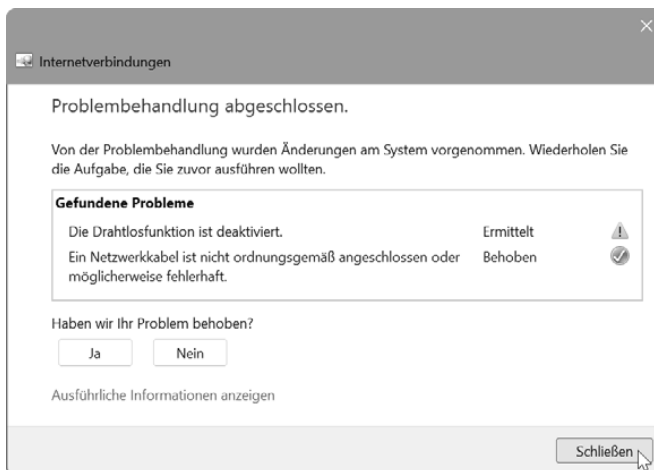 Internetverbindungen
Problembehandlung abgeschlossen.
Von der Problembehandlung wurden Änderungen am System vorgenommen. Wiederholen Sie
die Aufgabe, die Sie zuvor ausführen wollten.
Gefundene Probleme
Die Drahtlosfunktion ist deaktiviert. Ermittelt
Ein Netzwerkkabel ist nicht ordnungsgemäß angeschlossen oder Behoben
möglicherweise fehlerhaft.
Haben wir Ihr Problem behoben?
Ja Nein
Ausführliche Informationen anzeigen
Schließen